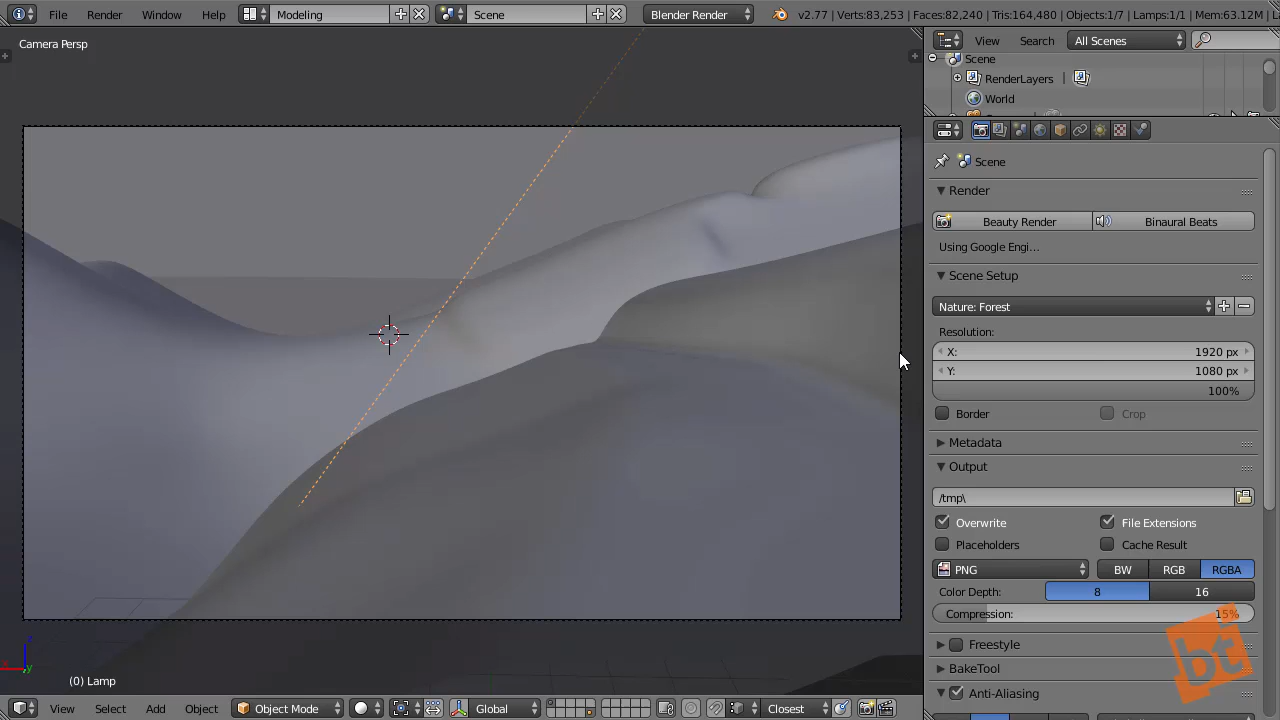 File Render Window Help Modeling Scene Blender Render v2.77 | Verts:83,253 | Faces:82,240 | Tris:164,480 | Objects:1/7 | Lamps:1/1 | Mem:63.12M | L
Camera Persp
View Search All Scenes
Scene
RenderLayers
World
Scene
Render
Beauty Render Binaural Beats
Using Google Engi...
Scene Setup
Nature: Forest
Resolution:
X: 1920 px
Y: 1080 px
100%
Border Crop
Metadata
Output
/tmp\
Overwrite File Extensions
Placeholders Cache Result
PNG BW RGB RGBA
Color Depth: 8 16
Compression: 15%
Freestyle
BakeTool
Anti-Aliasing
bt
z
x y
(0) Lamp
View Select Add Object Object Mode Global Closest